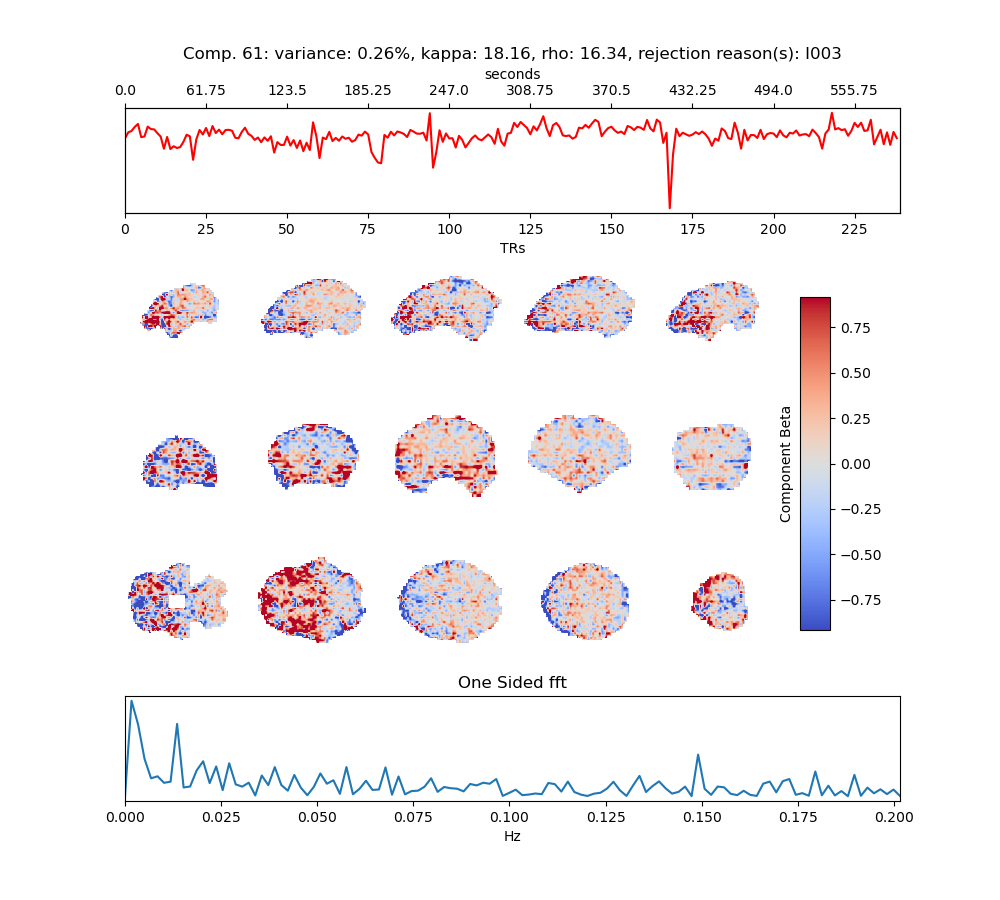 Comp. 61: variance: 0.26%, kappa: 18.16, rho: 16.34, rejection reason(s): I003
seconds
0.0 61.75 123.5 185.25 247.0 308.75 370.5 432.25 494.0 555.75
0 25 50 75 100 125 150 175 200 225
TRs
0.75
0.50
0.25
0.00
−0.25
−0.50
−0.75
Component Beta
One Sided fft
0.000 0.025 0.050 0.075 0.100 0.125 0.150 0.175 0.200
Hz